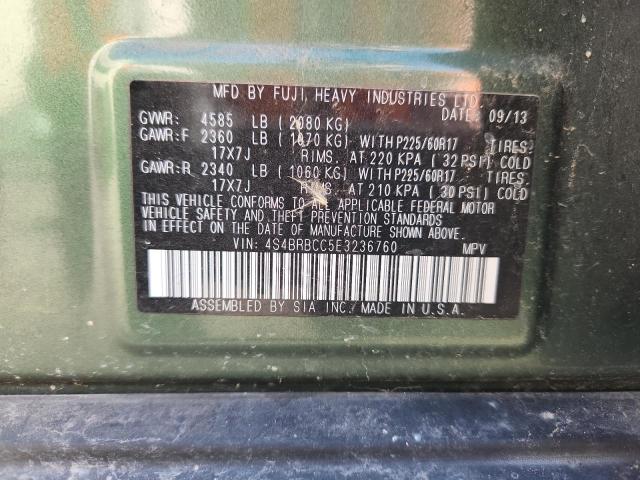 MFD BY FUJI HEAVY INDUSTRIES LTD.
DATE: 09/13
GVWR: 4585 LB (2080 KG)
GAWR:F 2360 LB (1070 KG) WITH P225/60R17 TIRES,
17X7J RIMS, AT 220 KPA (32 PSI) COLD
GAWR:R 2340 LB (1060 KG) WITH P225/60R17 TIRES,
17X7J RIMS, AT 210 KPA (30 PSI) COLD
THIS VEHICLE CONFORMS TO ALL APPLICABLE FEDERAL MOTOR
VEHICLE SAFETY AND THEFT PREVENTION STANDARDS
IN EFFECT ON THE DATE OF MANUFACTURE SHOWN ABOVE.
VIN: 4S4BRBCC5E3236760 MPV
ASSEMBLED BY SIA INC. MADE IN U.S.A.